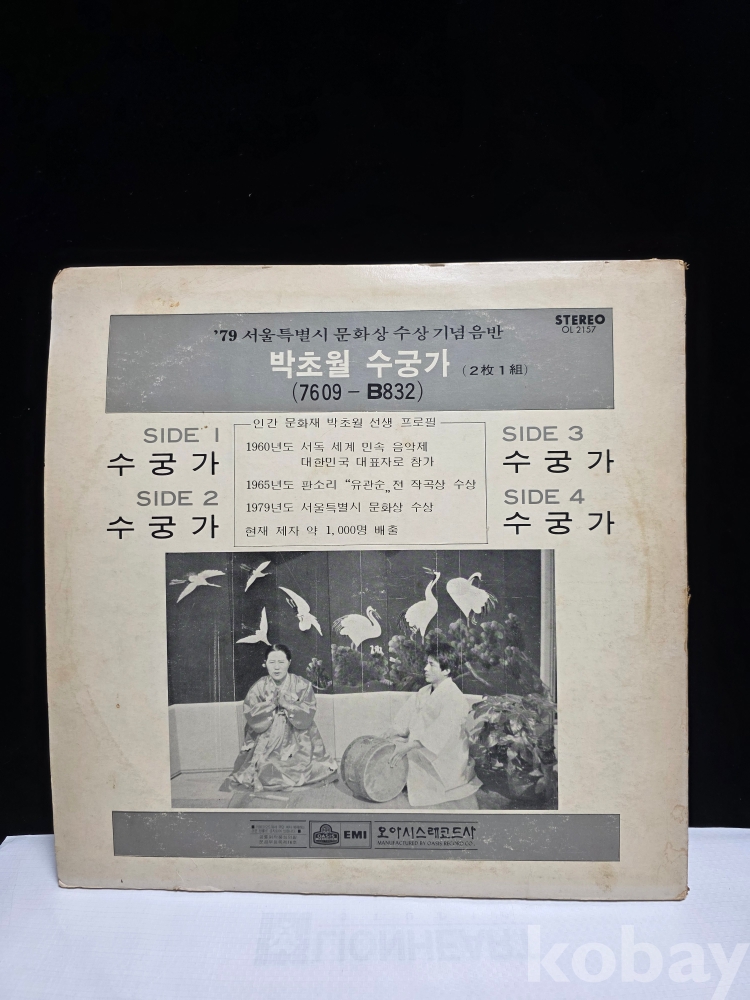 '79 서울특별시 문화상 수상 기념 음반
STEREO
OL 2157
박초월 수궁가 (2枚1組)
(7609-B832)
SIDE 1
수궁가
SIDE 2
수궁가
인간 문화재 박초월 선생 프로필
1960년도 서독 세계 민속 음악제
대한민국 대표자로 참가
1965년도 판소리 “유관순„전 작곡상 수상
1979년도 서울특별시 문화상 수상
현재 제자 약 1,000명 배출
SIDE 3
수궁가
SIDE 4
수궁가
EMI
오아시스레코드사
MANUFACTURED BY OASIS RECORD CO.
kobay